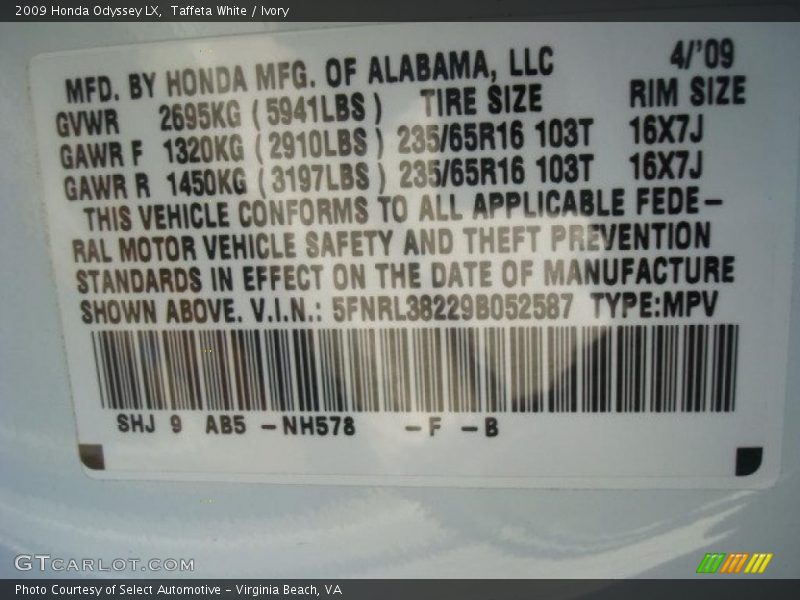 2009 Honda Odyssey LX,  Taffeta White / Ivory
MFD. BY HONDA MFG. OF ALABAMA, LLC 4/'09
GVWR 2695KG (5941LBS) TIRE SIZE RIM SIZE
GAWR F 1320KG (2910LBS) 235/65R16 103T 16X7J
GAWR R 1450KG (3197LBS) 235/65R16 103T 16X7J
THIS VEHICLE CONFORMS TO ALL APPLICABLE FEDE-
RAL MOTOR VEHICLE SAFETY AND THEFT PREVENTION
STANDARDS IN EFFECT ON THE DATE OF MANUFACTURE
SHOWN ABOVE. V.I.N.: 5FNRL38229B052587 TYPE:MPV
SHJ 9 AB5 -NH578 -F -B
GTCARLOT.COM
Photo Courtesy of Select Automotive - Virginia Beach, VA